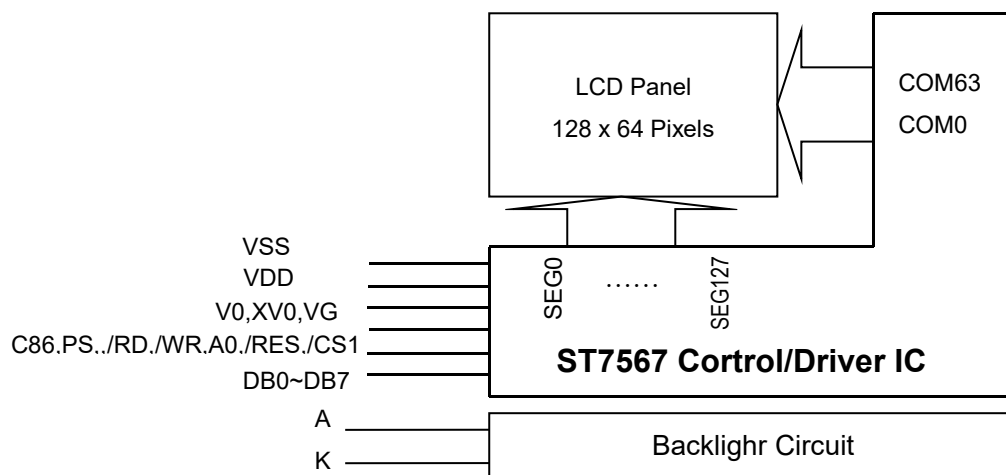 LCD Panel
128 x 64 Pixels
COM63
COM0
VSS
VDD
V0,XV0,VG
C86,PS,,/RD,/WR,A0,/RES,/CS1
DB0~DB7
SEG0
......
SEG127
ST7567 Cortrol/Driver IC
A
K
Backlighr Circuit